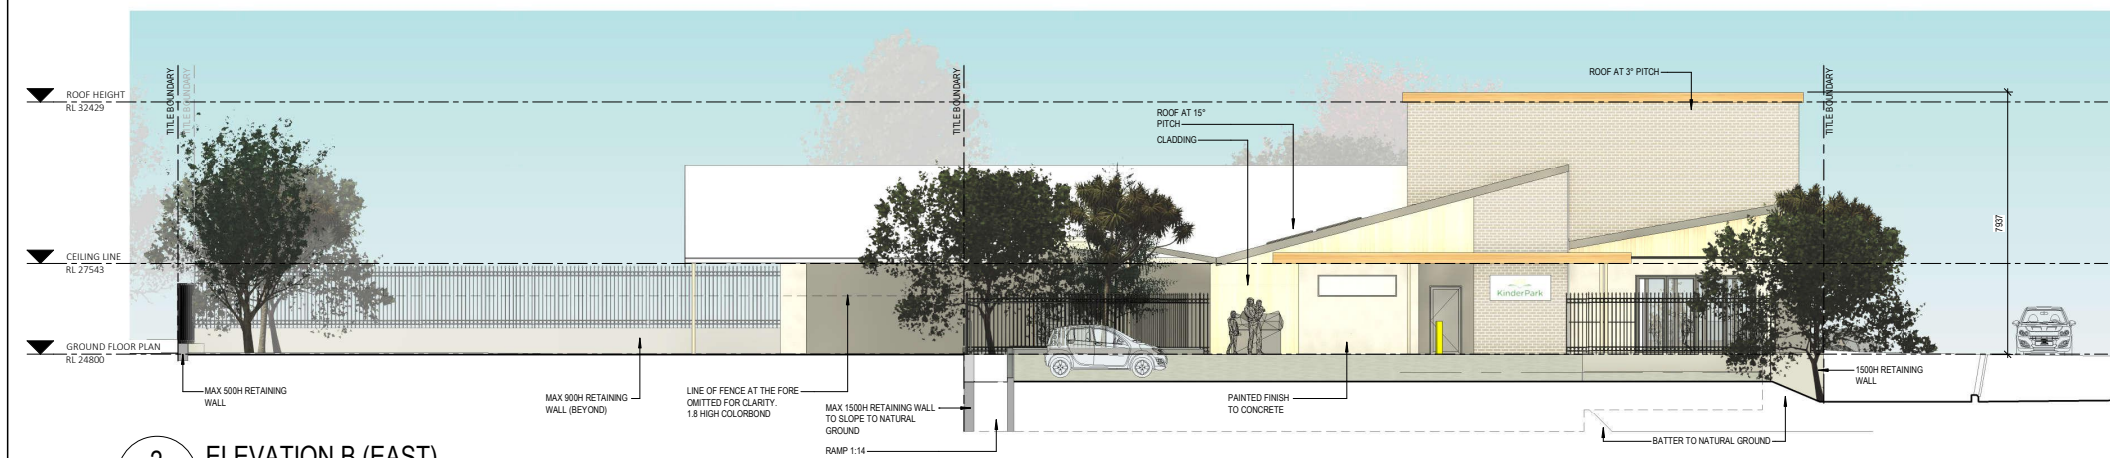 TITLE BOUNDARY
TITLE BOUNDARY
TITLE BOUNDARY
TITLE BOUNDARY
ROOF HEIGHT
RL 32429
CEILING LINE
RL 27543
GROUND FLOOR PLAN
RL 24800
ROOF AT 15°
PITCH
CLADDING
ROOF AT 3° PITCH
7937
KinderPark
MAX 500H RETAINING
WALL
MAX 900H RETAINING
WALL (BEYOND)
LINE OF FENCE AT THE FORE
OMITTED FOR CLARITY.
1.8 HIGH COLORBOND
MAX 1500H RETAINING WALL
TO SLOPE TO NATURAL
GROUND
RAMP 1:14
PAINTED FINISH
TO CONCRETE
1500H RETAINING
WALL
BATTER TO NATURAL GROUND
2
ELEVATION B (EAST)